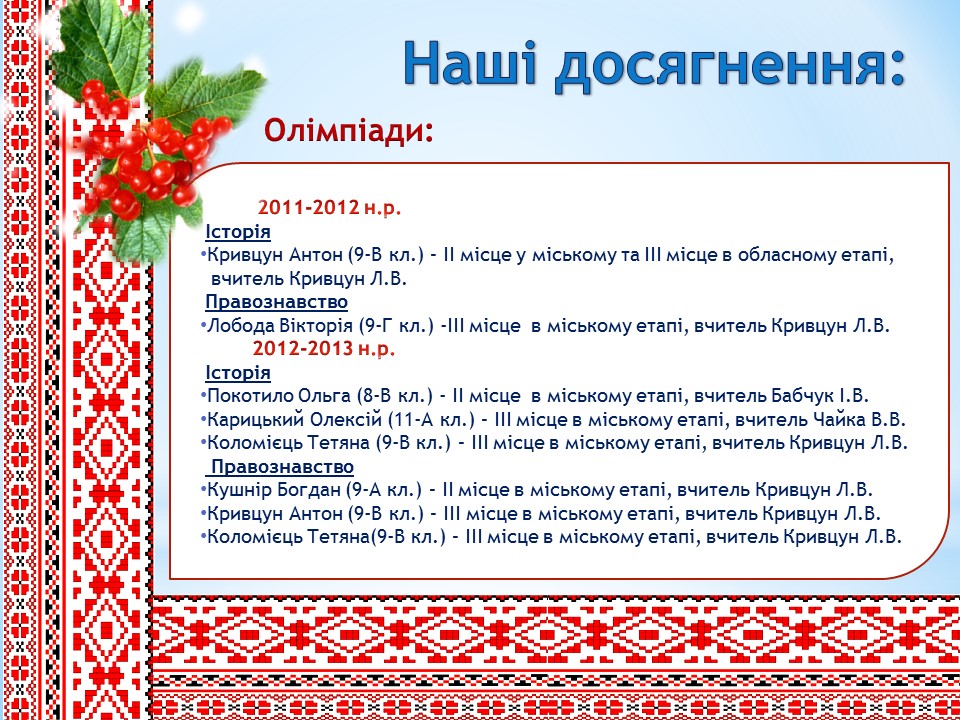 Наші досягнення:
Олімпіади:
2011-2012 н.р.
Історія
•Кривцун Антон (9-В кл.) - ІІ місце у міському та ІІІ місце в обласному етапі,
вчитель Кривцун Л.В.
Правознавство
•Лобода Вікторія (9-Г кл.) -ІІІ місце в міському етапі, вчитель Кривцун Л.В.
2012-2013 н.р.
Історія
•Покотило Ольга (8-В кл.) - ІІ місце в міському етапі, вчитель Бабчук І.В.
•Карицький Олексій (11-А кл.) – ІІІ місце в міському етапі, вчитель Чайка В.В.
•Коломієць Тетяна (9-В кл.) – ІІІ місце в міському етапі, вчитель Кривцун Л.В.
Правознавство
•Кушнір Богдан (9-А кл.) – ІІ місце в міському етапі, вчитель Кривцун Л.В.
•Кривцун Антон (9-В кл.) – ІІІ місце в міському етапі, вчитель Кривцун Л.В.
•Коломієць Тетяна(9-В кл.) – ІІІ місце в міському етапі, вчитель Кривцун Л.В.